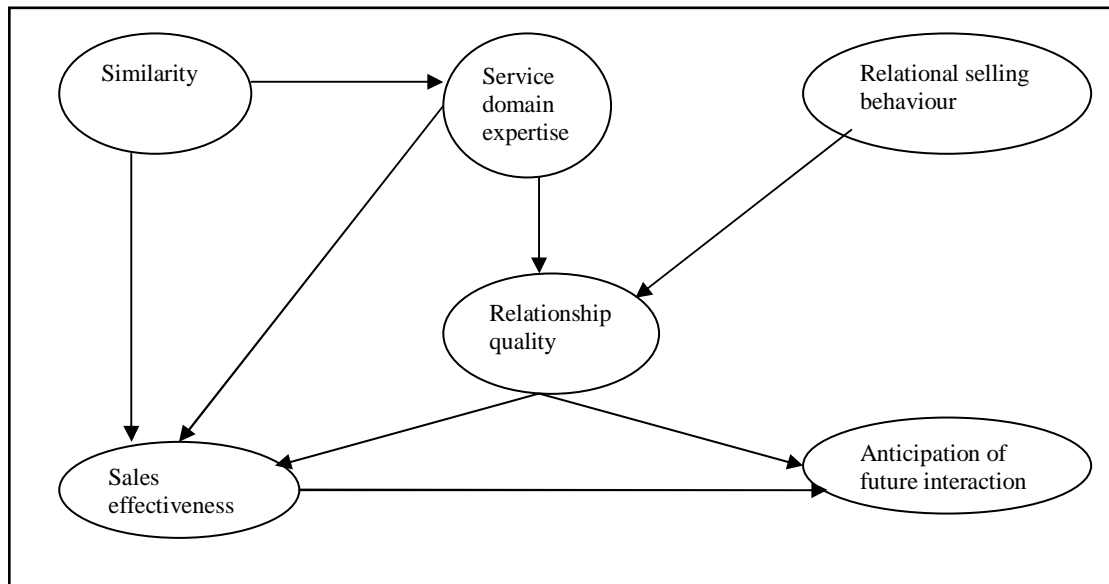 Similarity
Service
domain
expertise
Relational selling
behaviour
Relationship
quality
Sales
effectiveness
Anticipation of
future interaction